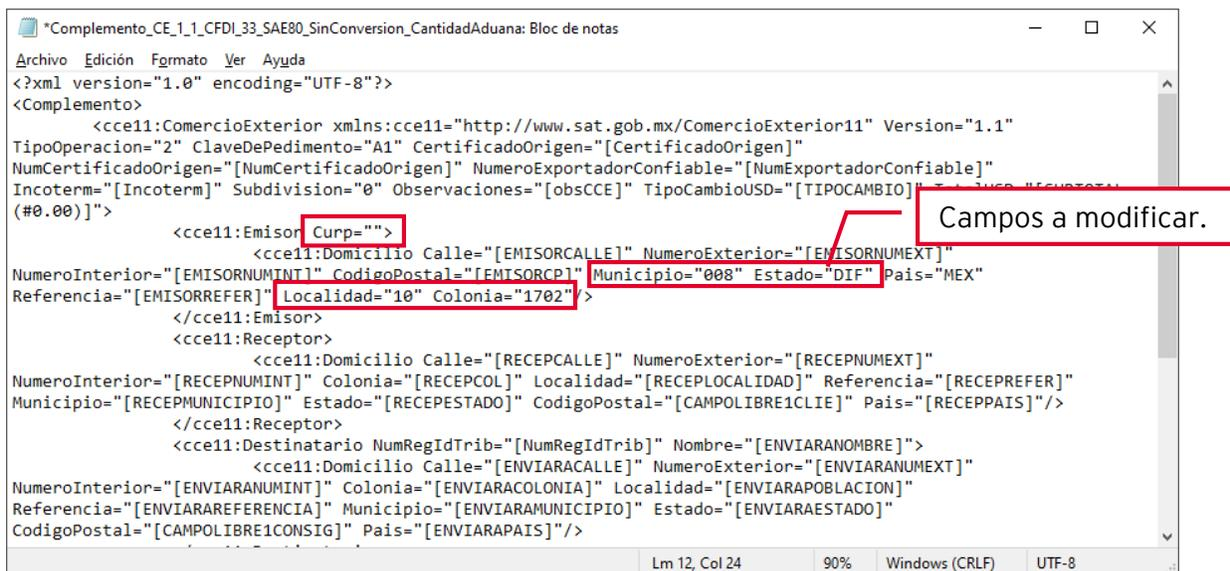 *Complemento_CE_1_1_CFDI_33_SAE80_SinConversion_CantidadAduana: Bloc de notas
Archivo Edición Formato Ver Ayuda
<?xml version="1.0" encoding="UTF-8"?>
<Complemento>
<cce11:ComercioExterior xmlns:cce11="http://www.sat.gob.mx/ComercioExterior11" Version="1.1"
TipoOperacion="2" ClaveDePedimento="A1" CertificadoOrigen="[CertificadoOrigen]"
NumCertificadoOrigen="[NumCertificadoOrigen]" NumeroExportadorConfiable="[NumExportadorConfiable]"
Incoterm="[Incoterm]" Subdivision="0" Observaciones="[obsCCE]" TipoCambioUSD="[TIPOCAMBIO]"
(#0.00)]">
Campos a modificar.
<cce11:Emisor Curp="">
<cce11:Domicilio Calle="[EMISORCALLE]" NumeroExterior="[EMISORNUMEXT]"
NumeroInterior="[EMISORNUMINT]" CodigoPostal="[EMISORCP]" Municipio="008" Estado="DIF" Pais="MEX"
Referencia="[EMISORREFER]" Localidad="10" Colonia="1702"/>
</cce11:Emisor>
<cce11:Receptor>
<cce11:Domicilio Calle="[RECEPCALLE]" NumeroExterior="[RECEPNUMEXT]"
NumeroInterior="[RECEPNUMINT]" Colonia="[RECEPCOL]" Localidad="[RECEPLOCALIDAD]" Referencia="[RECEPREFER]"
Municipio="[RECEPMUNICIPIO]" Estado="[RECEPESTADO]" CodigoPostal="[CAMPOLIBRE1CLIE]" Pais="[RECEPPAIS]"/>
</cce11:Receptor>
<cce11:Destinatario NumRegIdTrib="[NumRegIdTrib]" Nombre="[ENVIARANOMBRE]">
<cce11:Domicilio Calle="[ENVIARACALLE]" NumeroExterior="[ENVIARANUMEXT]"
NumeroInterior="[ENVIARANUMINT]" Colonia="[ENVIARACOLONIA]" Localidad="[ENVIARAPOBLACION]"
Referencia="[ENVIARAREFERENCIA]" Municipio="[ENVIARAMUNICIPIO]" Estado="[ENVIARAESTADO]"
CodigoPostal="[CAMPOLIBRE1CONSIG]" Pais="[ENVIARAPAIS]"/>
Lm 12, Col 24 90% Windows (CRLF) UTF-8